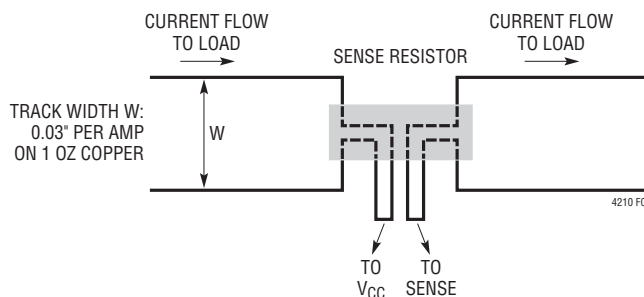 CURRENT FLOW
TO LOAD
CURRENT FLOW
TO LOAD
SENSE RESISTOR
TRACK WIDTH W:
0.03" PER AMP
ON 1 OZ COPPER
W
4210 F0
TO
VCC
TO
SENSE